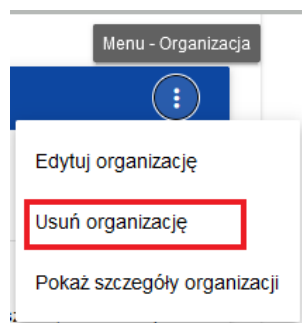 Menu - Organizacja
Edytuj organizację
Usuń organizację
Pokaż szczegóły organizacji